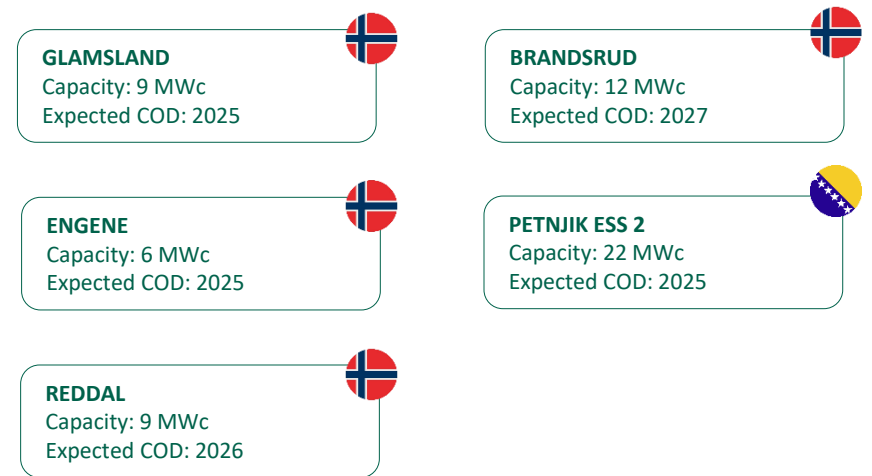 GLAMSLAND
Capacity: 9 MWc
Expected COD: 2025
BRANDSRUD
Capacity: 12 MWc
Expected COD: 2027
ENGENE
Capacity: 6 MWc
Expected COD: 2025
PETNJIK ESS 2
Capacity: 22 MWc
Expected COD: 2025
REDDAL
Capacity: 9 MWc
Expected COD: 2026